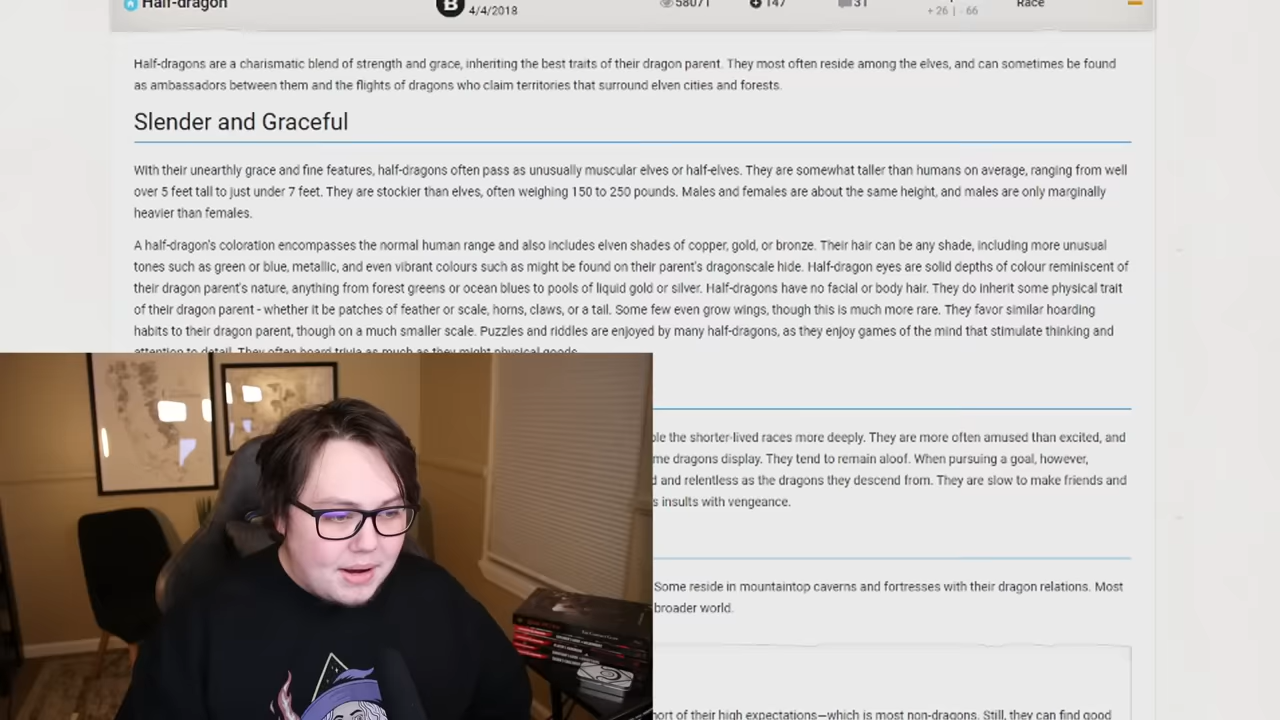 Half-dragon
4/4/2018
58071
147
31
+ 26 | - 66
Race
Half-dragons are a charismatic blend of strength and grace, inheriting the best traits of their dragon parent. They most often reside among the elves, and can sometimes be found
as ambassadors between them and the flights of dragons who claim territories that surround elven cities and forests.
Slender and Graceful
With their unearthly grace and fine features, half-dragons often pass as unusually muscular elves or half-elves. They are somewhat taller than humans on average, ranging from well
over 5 feet tall to just under 7 feet. They are stockier than elves, often weighing 150 to 250 pounds. Males and females are about the same height, and males are only marginally
heavier than females.
A half-dragon's coloration encompasses the normal human range and also includes elven shades of copper, gold, or bronze. Their hair can be any shade, including more unusual
tones such as green or blue, metallic, and even vibrant colours such as might be found on their parent's dragonscale hide. Half-dragon eyes are solid depths of colour reminiscent of
their dragon parent's nature, anything from forest greens or ocean blues to pools of liquid gold or silver. Half-dragons have no facial or body hair. They do inherit some physical trait
of their dragon parent - whether it be patches of feather or scale, horns, claws, or a tail. Some few even grow wings, though this is much more rare. They favor similar hoarding
habits to their dragon parent, though on a much smaller scale. Puzzles and riddles are enjoyed by many half-dragons, as they enjoy games of the mind that stimulate thinking and
attention to detail. They often hoard trivia as much as they might physical goods.
the shorter-lived races more deeply. They are more often amused than excited, and
dragons display. They tend to remain aloof. When pursuing a goal, however,
and relentless as the dragons they descend from. They are slow to make friends and
insults with vengeance.
Some reside in mountaintop caverns and fortresses with their dragon relations. Most
broader world.
of their high expectations—which is most non-dragons. Still, they can find good